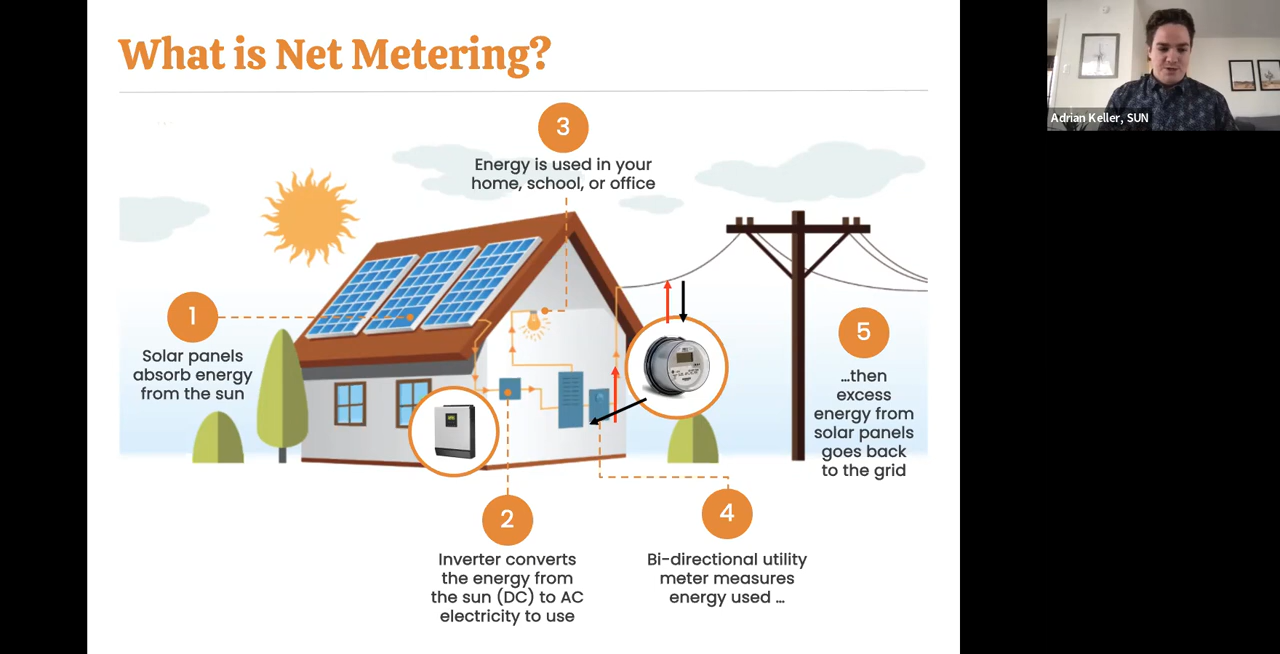 What is Net Metering?
3
Energy is used in your
home, school, or office
1
Solar panels
absorb energy
from the sun
2
Inverter converts
the energy from
the sun (DC) to AC
electricity to use
4
Bi-directional utility
meter measures
energy used ...
5
...then
excess
energy from
solar panels
goes back
to the grid
Adrian Keller, SUN